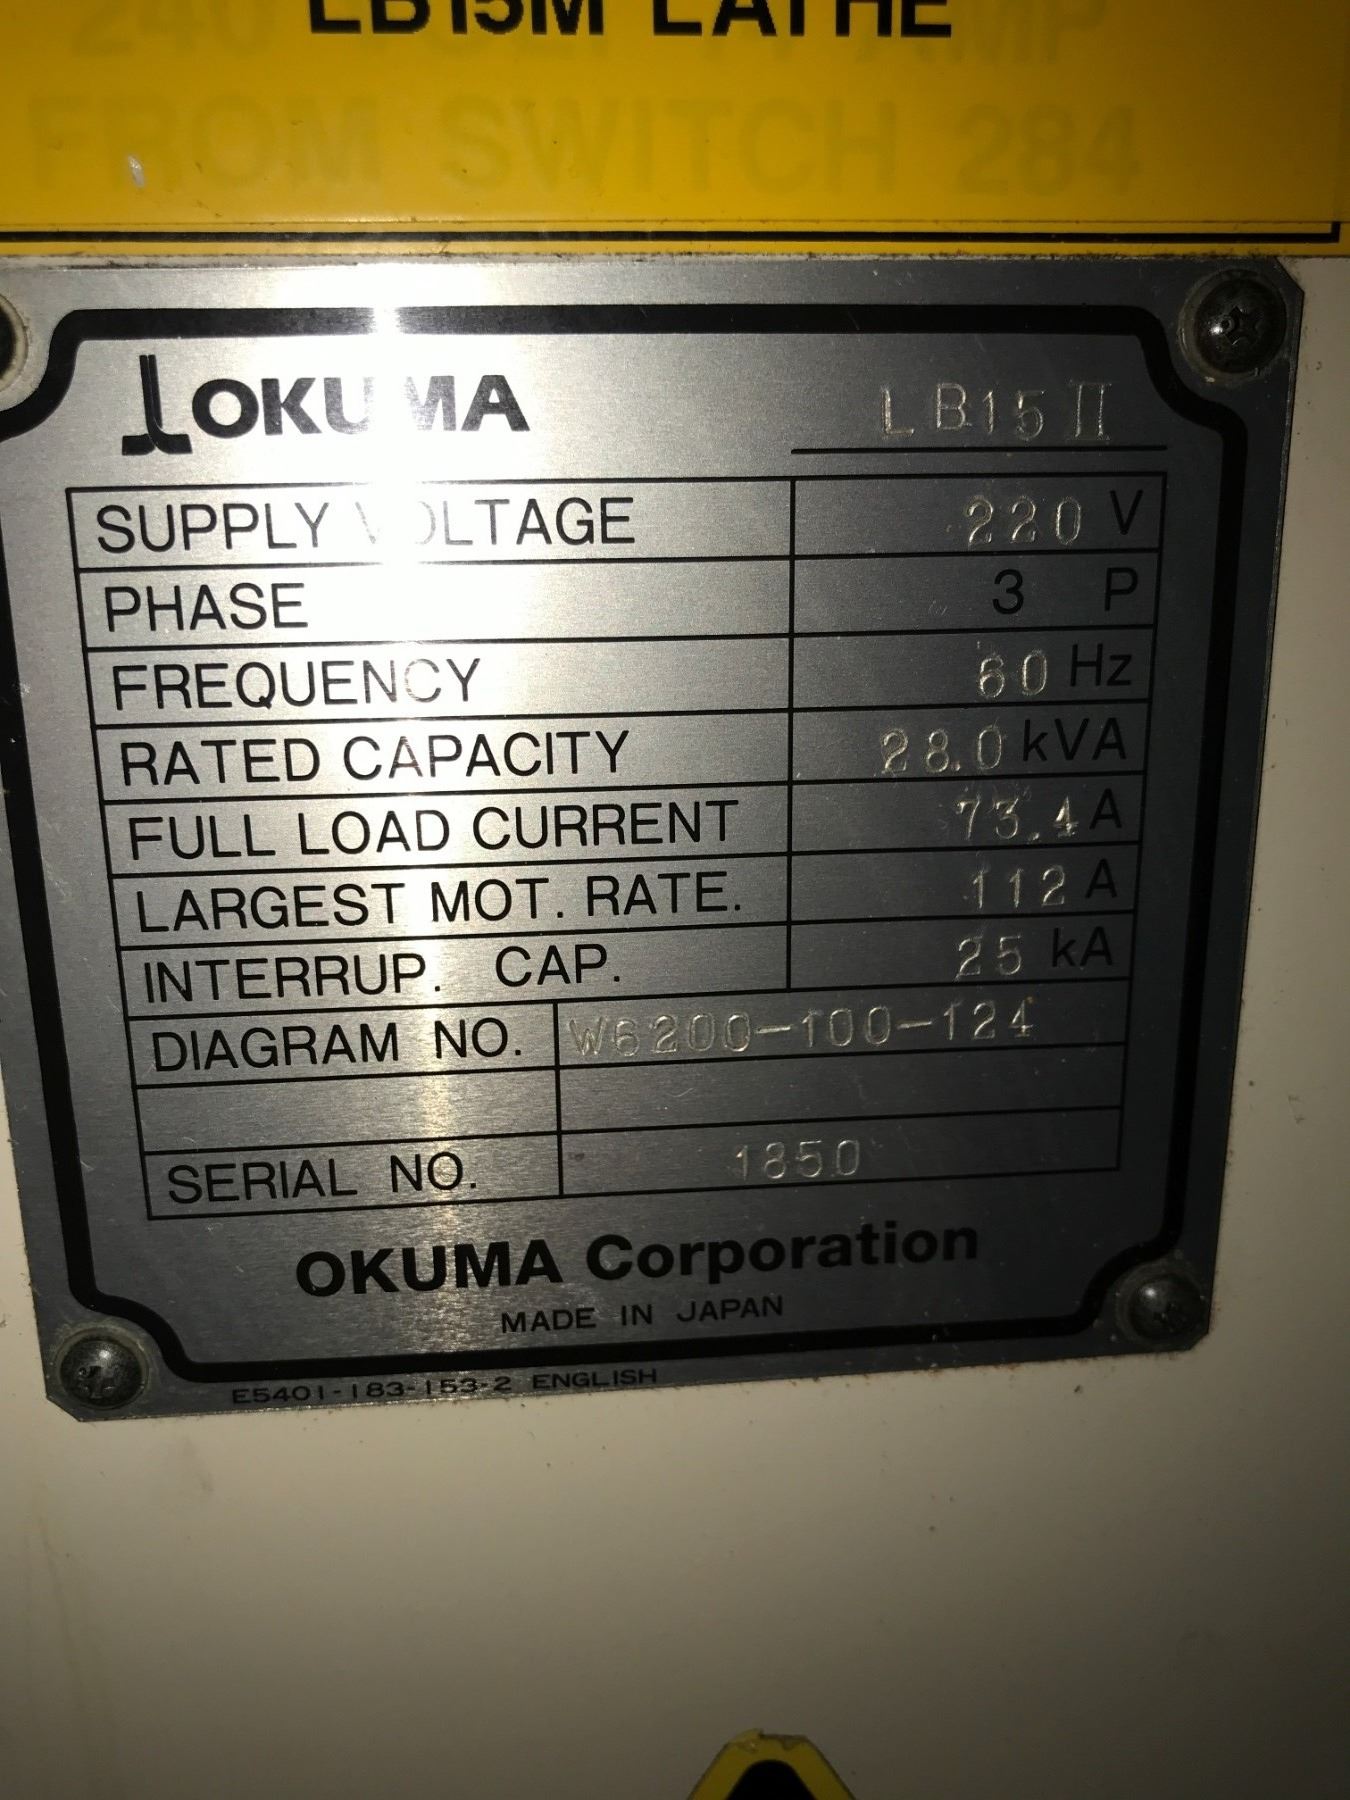 LB15M LATHE
FROM SWITCH 284
OKUMA LB15 II
SUPPLY VOLTAGE 220 V
PHASE 3 P
FREQUENCY 60 Hz
RATED CAPACITY 28.0 kVA
FULL LOAD CURRENT 73.4 A
LARGEST MOT. RATE. 112 A
INTERRUP. CAP. 25 kA
DIAGRAM NO. W6200-100-124
SERIAL NO. 1850
OKUMA Corporation
MADE IN JAPAN
E5401-183-153-2 ENGLISH